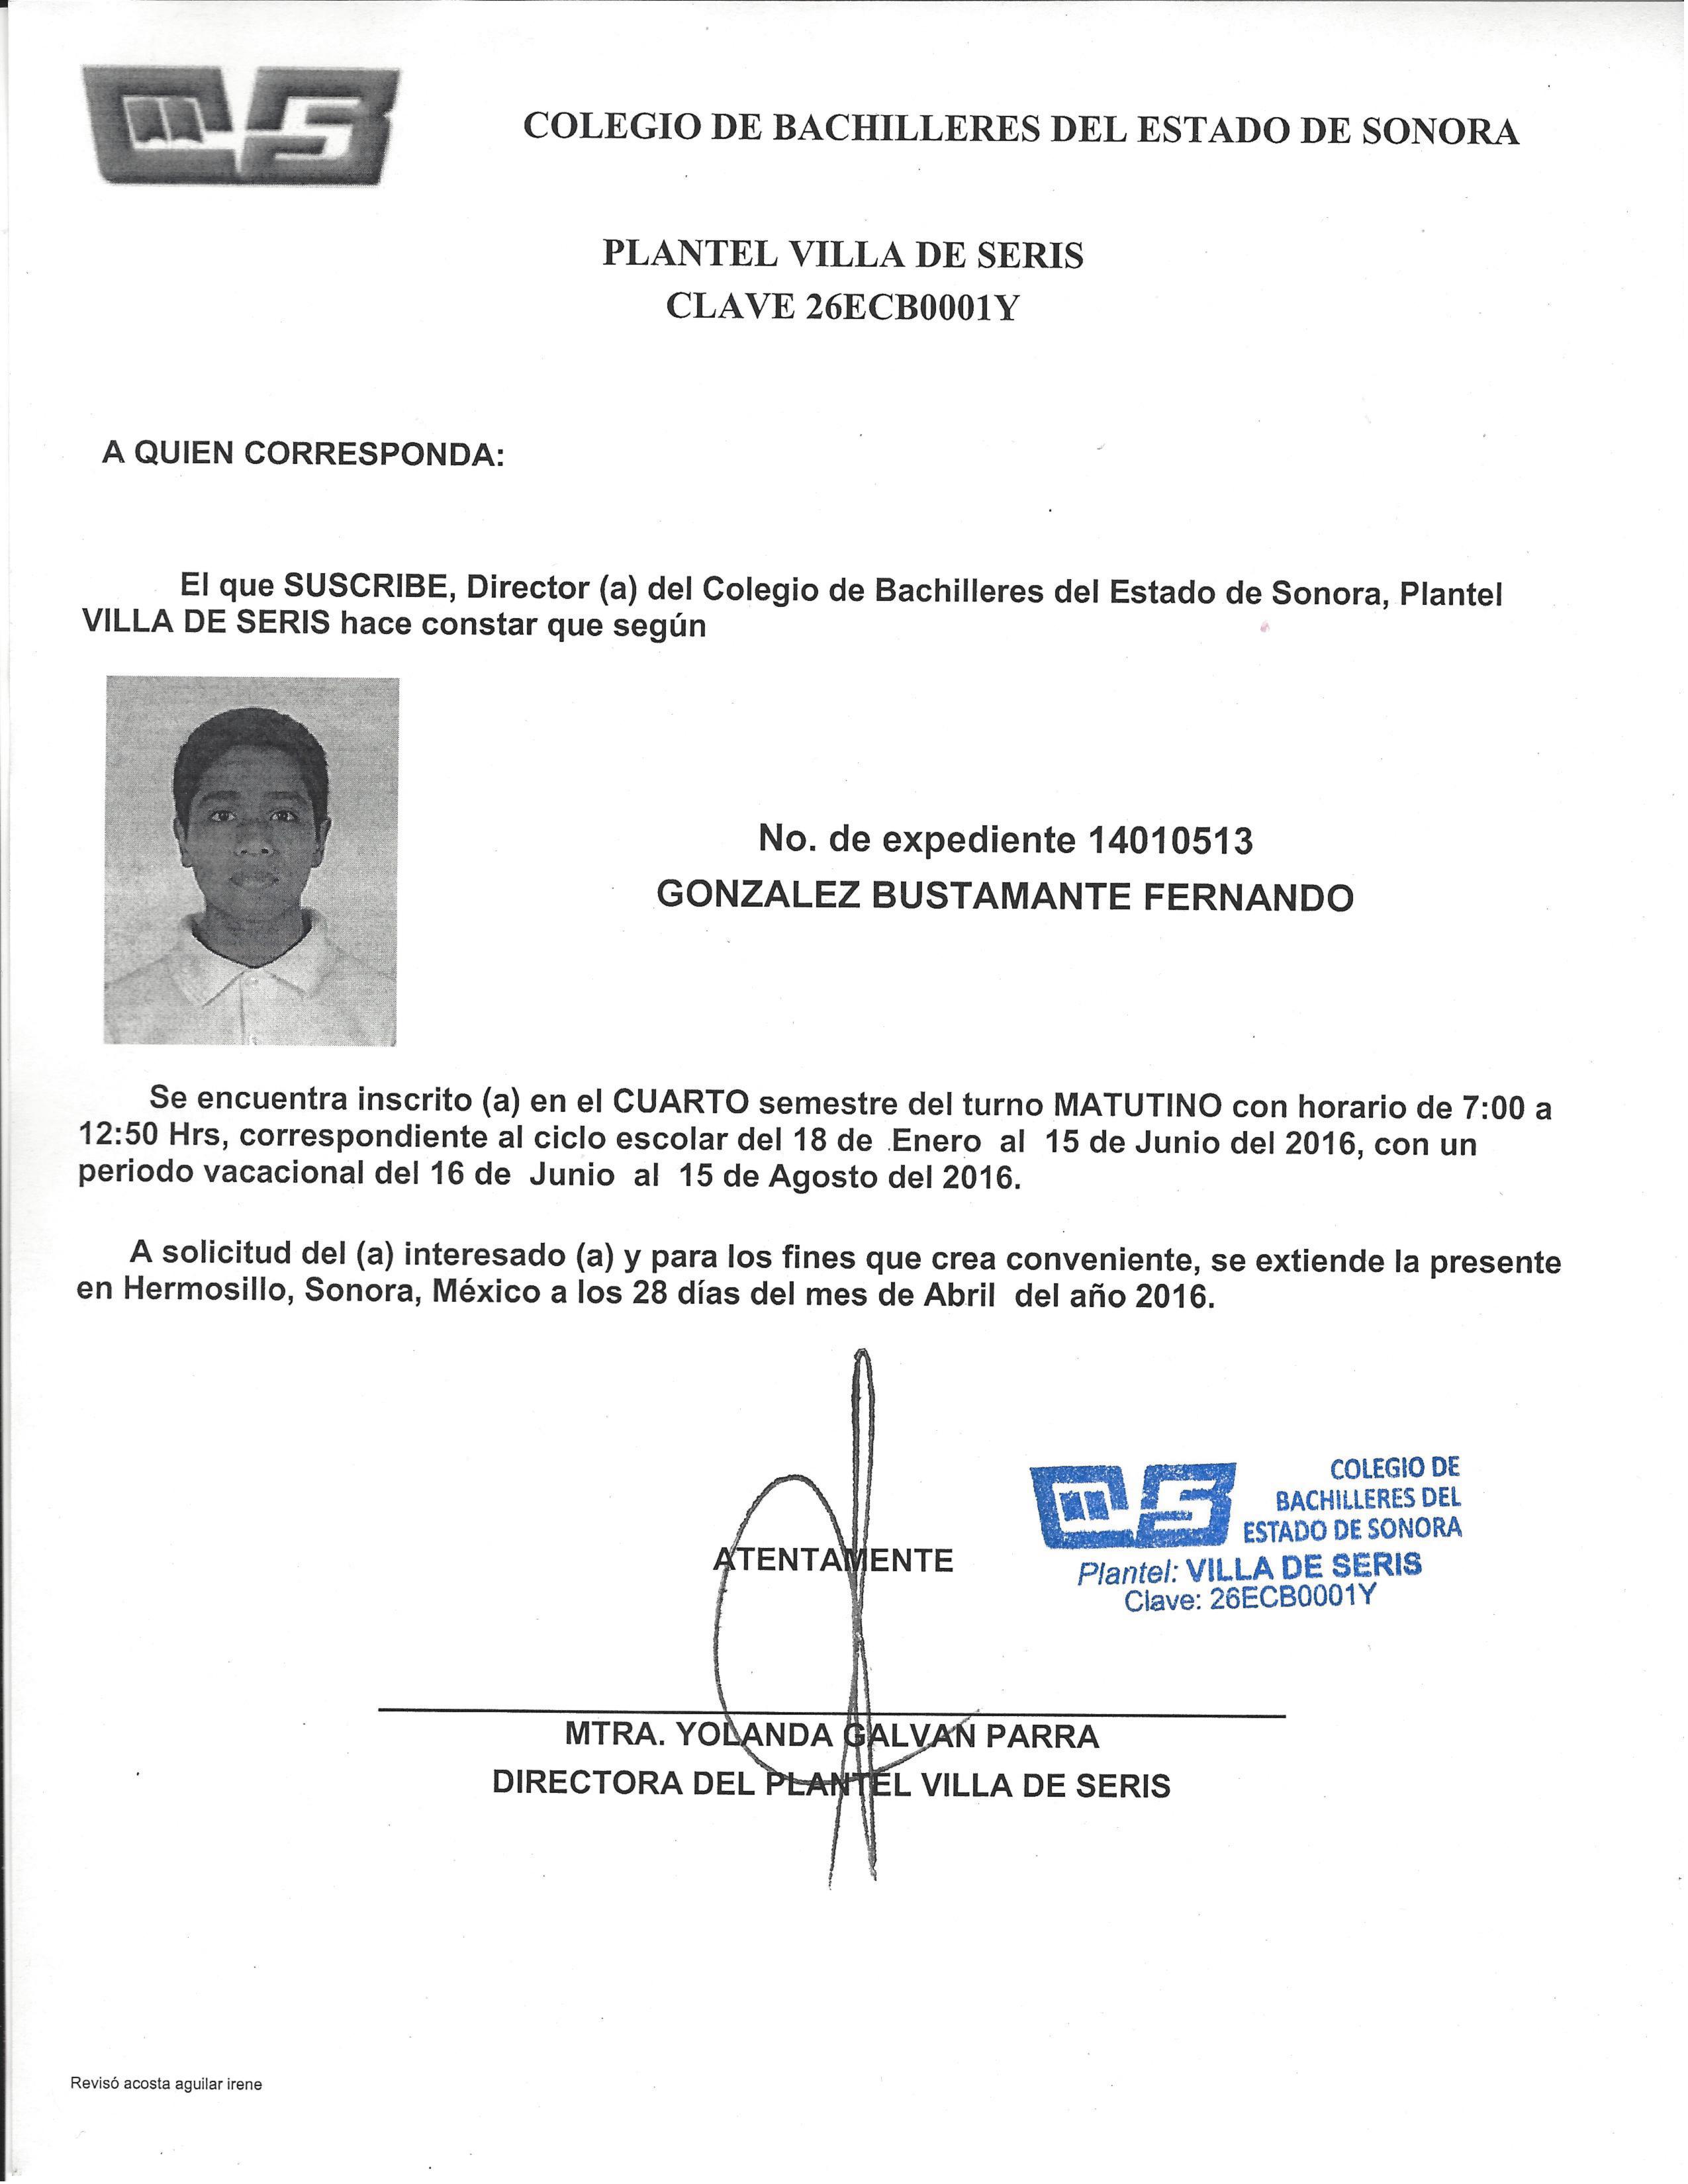 COLEGIO DE BACHILLERES DEL ESTADO DE SONORA
PLANTEL VILLA DE SERIS
CLAVE 26ECB0001Y
A QUIEN CORRESPONDA:
El que SUSCRIBE, Director (a) del Colegio de Bachilleres del Estado de Sonora, Plantel
VILLA DE SERIS hace constar que según
No. de expediente 14010513
GONZALEZ BUSTAMANTE FERNANDO
Se encuentra inscrito (a) en el CUARTO semestre del turno MATUTINO con horario de 7:00 a
12:50 Hrs, correspondiente al ciclo escolar del 18 de Enero al 15 de Junio del 2016, con un
periodo vacacional del 16 de Junio al 15 de Agosto del 2016.
A solicitud del (a) interesado (a) y para los fines que crea conveniente, se extiende la presente
en Hermosillo, Sonora, México a los 28 días del mes de Abril del año 2016.
COLEGIO DE
BACHILLERES DEL
ESTADO DE SONORA
Plantel: VILLA DE SERIS
Clave: 26ECB0001Y
ATENTAMENTE
MTRA. YOLANDA GALVAN PARRA
DIRECTORA DEL PLANTEL VILLA DE SERIS
Revisó acosta aguilar irene